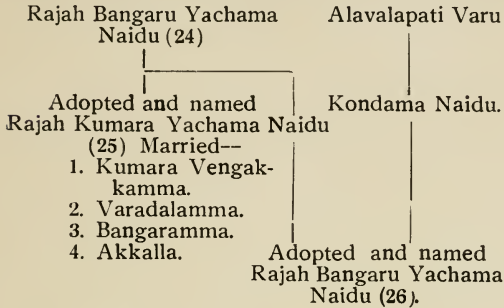 Rajah Bangaru Yachama
Naidu (24)
Alavalapati Varu
Adopted and named
Rajah Kumara Yachama Naidu
(25) Married--
1. Kumara Vengak-
kamma.
2. Varadalamma.
3. Bangaramma.
4. Akkalla.
Kondama Naidu.
Adopted and named
Rajah Bangaru Yachama
Naidu (26).